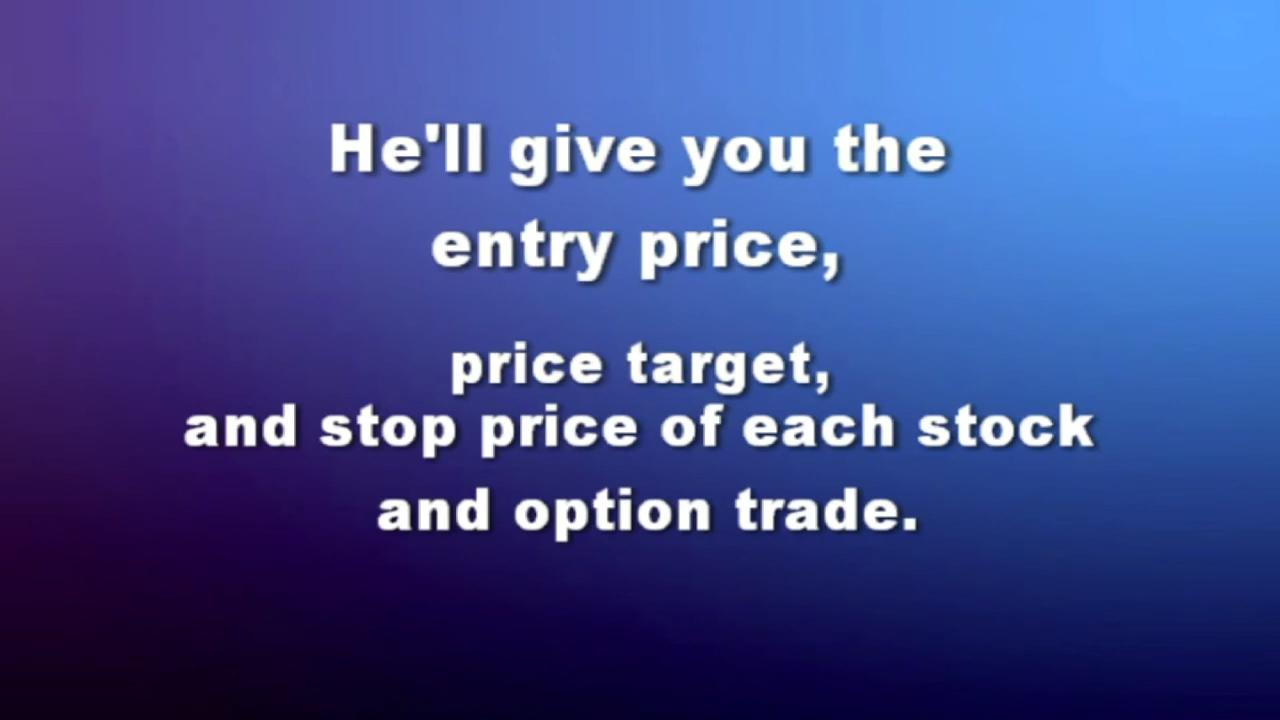 He'll give you the
entry price,
price target,
and stop price of each stock
and option trade.